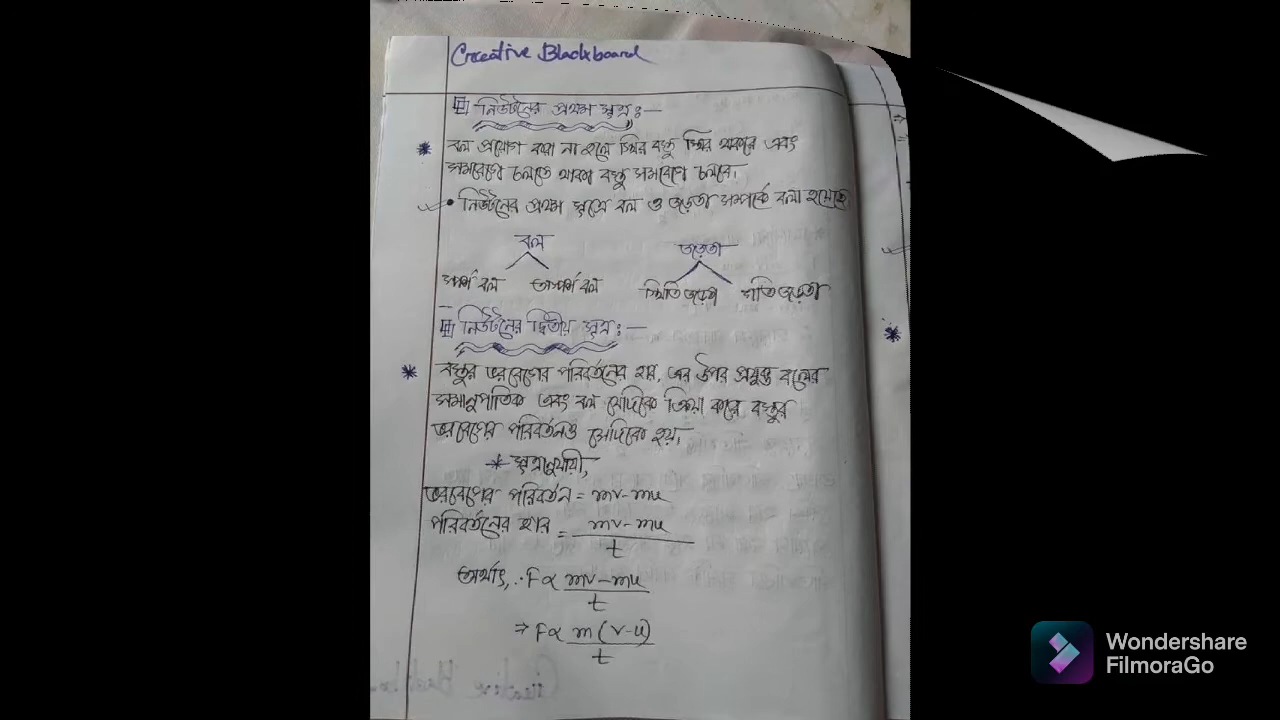 Creative Blackboard
নিউটনের প্রথম সূত্রঃ—
* বল প্রয়োগ করা না হলে স্থির বস্তু স্থির থাকবে এবং
সমবেগে চলতে থাকা বস্তু সমবেগে চলবে।
• নিউটনের প্রথম সূত্রে বল ও জড়তা সম্পর্কে বলা হয়েছে
বল জড়তা
স্পর্শ বল অস্পর্শ বল স্থিতি জড়তা গতি জড়তা
নিউটনের দ্বিতীয় সূত্রঃ—
* বস্তুর ভরবেগের পরিবর্তনের হার, এর উপর প্রযুক্ত বলের
সমানুপাতিক এবং বল যেদিকে ক্রিয়া করে বস্তুর
ভরবেগের পরিবর্তনও সেদিকে হয়।
* সূত্রানুযায়ী,
ভরবেগের পরিবর্তন = mv-mu
পরিবর্তনের হার = mv-mu / t
অর্থাৎ, ∴ F∝ mv-mu / t
⇒ F∝ m(v-u) / t
Wondershare
FilmoraGo